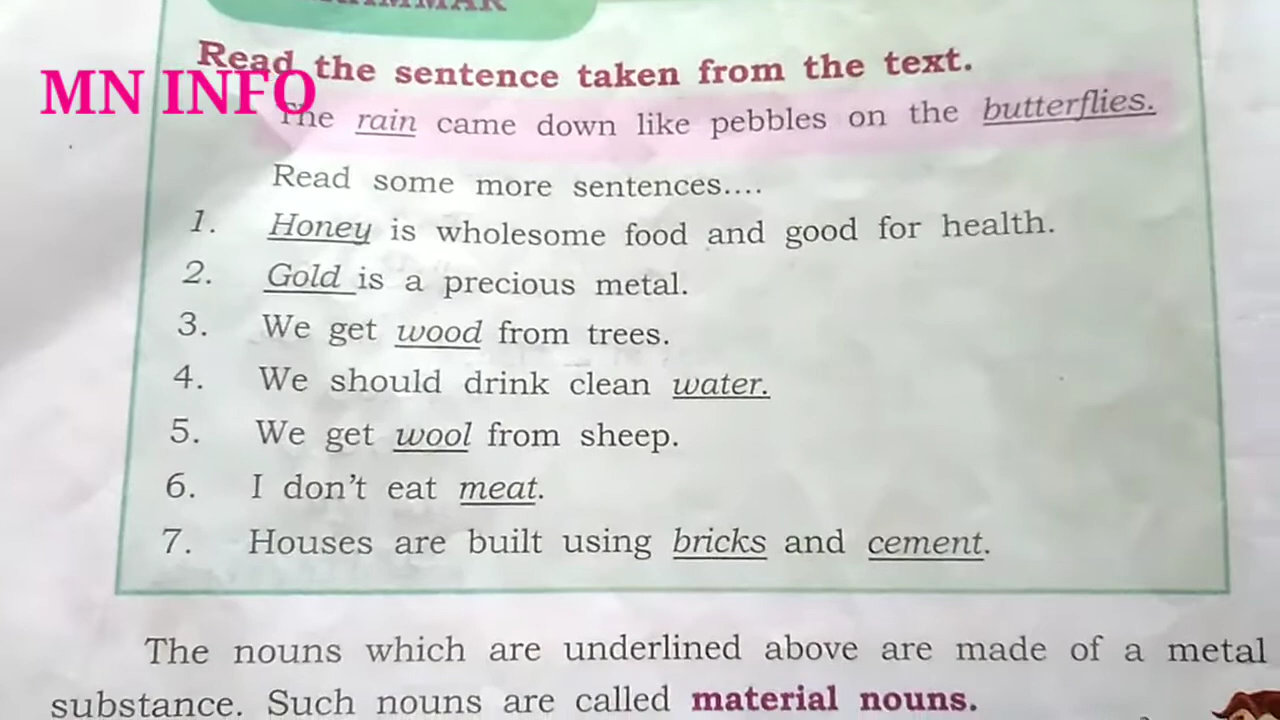 GRAMMAR
Read the sentence taken from the text.
MN INFO
The rain came down like pebbles on the butterflies.
Read some more sentences....
1. Honey is wholesome food and good for health.
2. Gold is a precious metal.
3. We get wood from trees.
4. We should drink clean water.
5. We get wool from sheep.
6. I don't eat meat.
7. Houses are built using bricks and cement.
The nouns which are underlined above are made of a metal
substance. Such nouns are called material nouns.